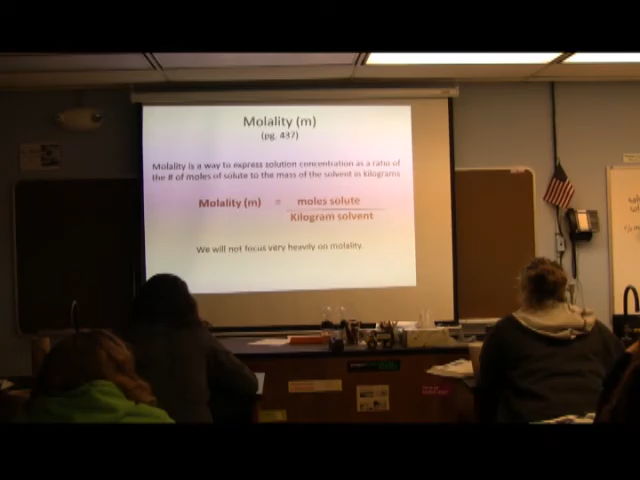 Molality (m)
(pg. 437)
Molality is a way to express solution concentration as a ratio of
the # of moles of solute to the mass of the solvent in kilograms
Molality (m) = moles solute
Kilogram solvent
We will not focus very heavily on molality.